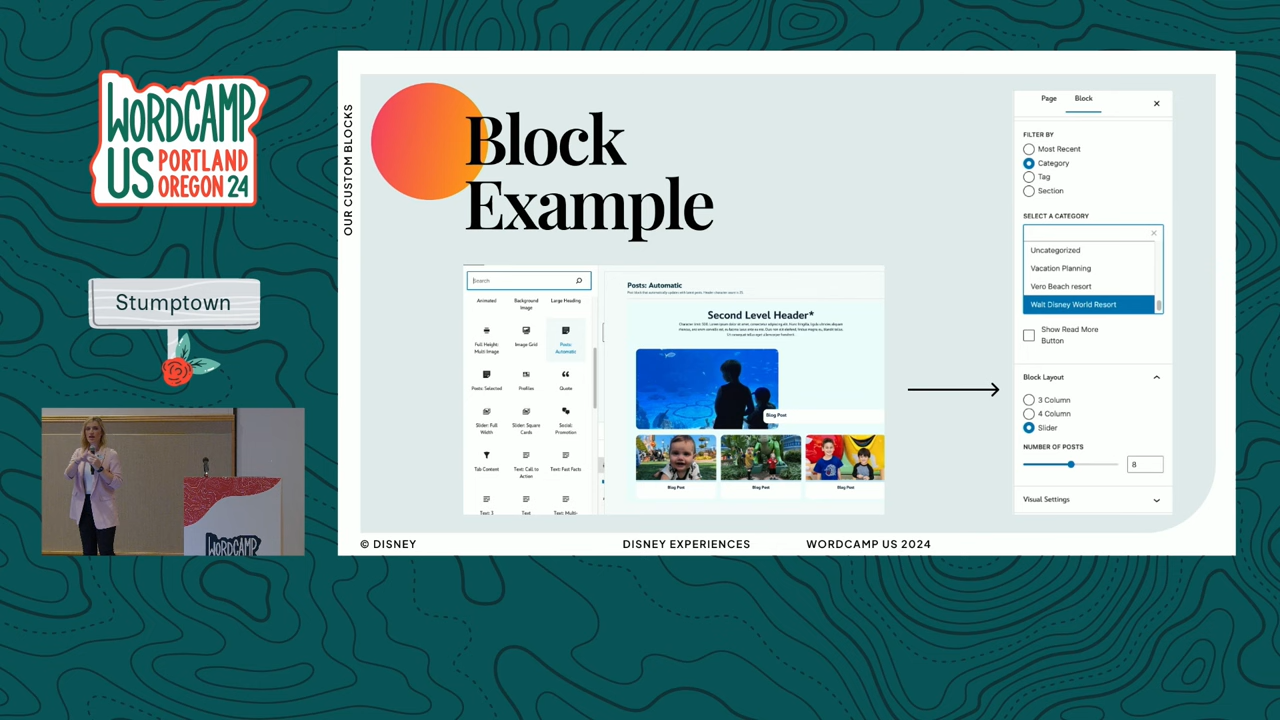 WORDCAMP
US PORTLAND
OREGON 24
Stumptown
WORDCAMP
OUR CUSTOM BLOCKS
Block
Example
Search
Animated
Background
Image
Large Heading
Full Height:
Multi Image
Image Grid
Posts:
Automatic
Posts: Selected
Profiles
Quote
Slider: Full
Width
Slider: Square
Cards
Social:
Promotion
Tab Content
Text: Call to
Action
Text: Fast Facts
Text: 3
Text: Multi-
Posts: Automatic
Second Level Header*
Blog Post
Blog Post
Blog Post
Blog Post
Page
Block
FILTER BY
Most Recent
Category
Tag
Section
SELECT A CATEGORY
Uncategorized
Vacation Planning
Vero Beach resort
Walt Disney World Resort
Show Read More
Button
Block Layout
3 Column
4 Column
Slider
NUMBER OF POSTS
8
Visual Settings
© DISNEY
DISNEY EXPERIENCES
WORDCAMP US 2024